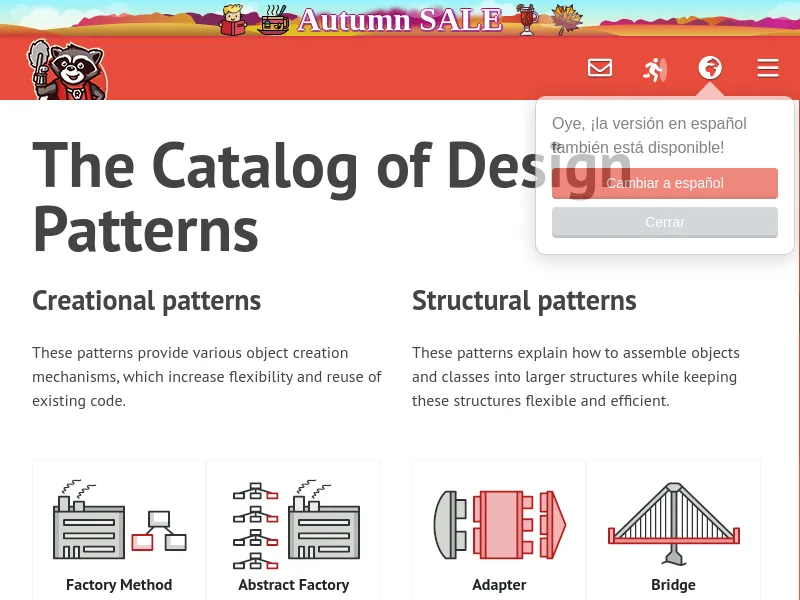 Autumn SALE
Oye, ¡la versión en español
también está disponible!
Cambiar a español
Cerrar
The Catalog of Design
Patterns
Creational patterns
These patterns provide various object creation
mechanisms, which increase flexibility and reuse of
existing code.
Structural patterns
These patterns explain how to assemble objects
and classes into larger structures while keeping
these structures flexible and efficient.
Factory Method
Abstract Factory
Adapter
Bridge